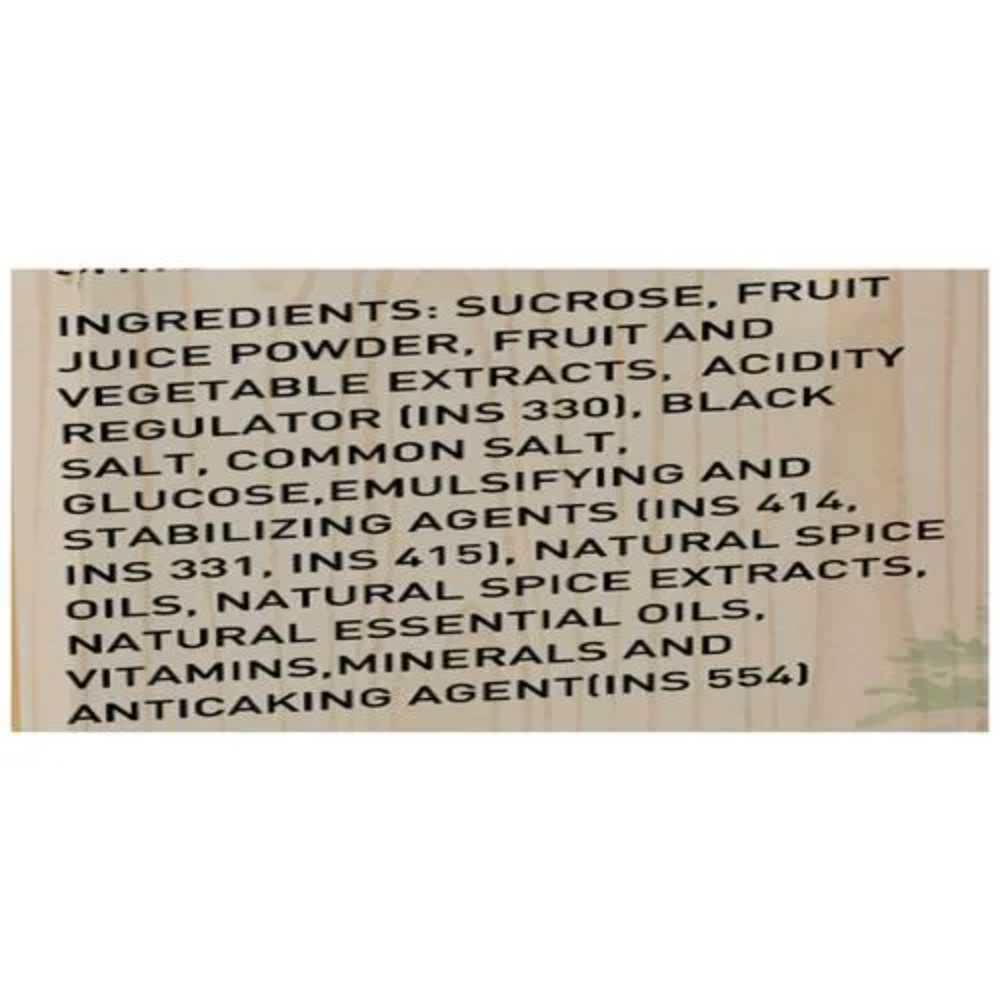 INGREDIENTS: SUCROSE, FRUIT
JUICE POWDER, FRUIT AND
VEGETABLE EXTRACTS, ACIDITY
REGULATOR (INS 330), BLACK
SALT, COMMON SALT,
GLUCOSE,EMULSIFYING AND
STABILIZING AGENTS (INS 414,
INS 331, INS 415), NATURAL SPICE
OILS, NATURAL SPICE EXTRACTS,
NATURAL ESSENTIAL OILS,
VITAMINS,MINERALS AND
ANTICAKING AGENT(INS 554)